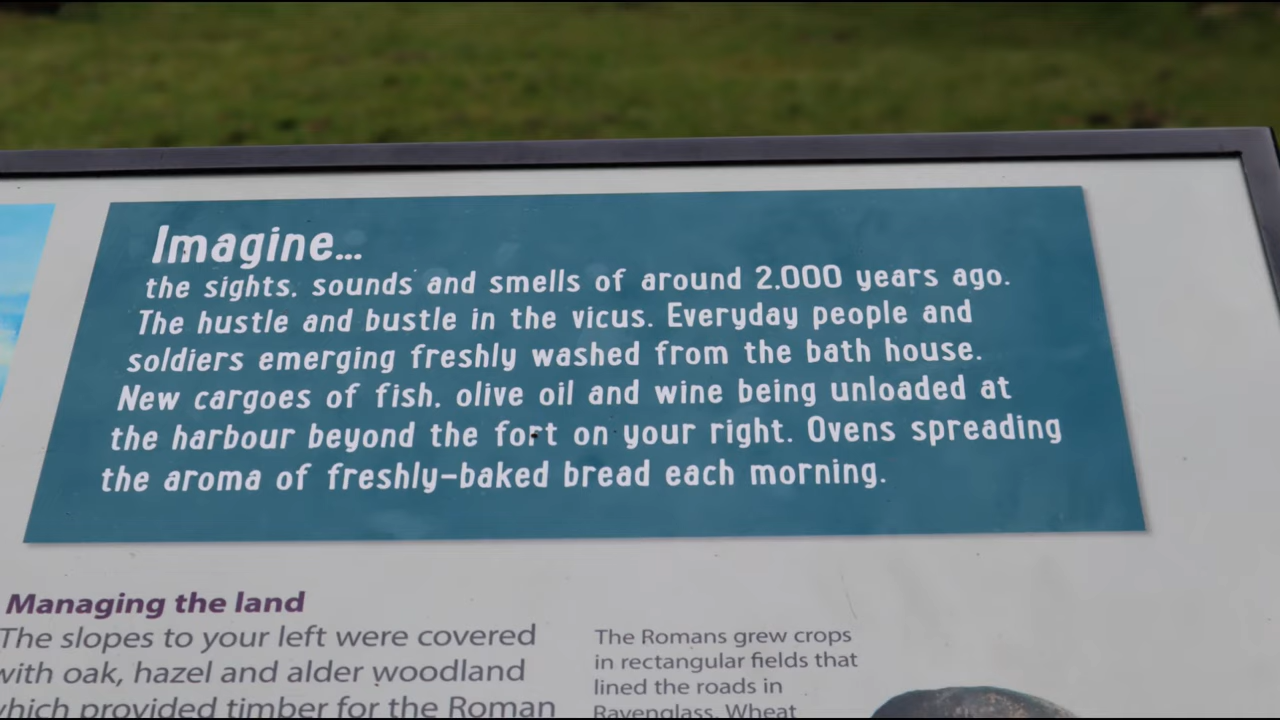 Imagine...
the sights, sounds and smells of around 2,000 years ago.
The hustle and bustle in the vicus. Everyday people and
soldiers emerging freshly washed from the bath house.
New cargoes of fish, olive oil and wine being unloaded at
the harbour beyond the fort on your right. Ovens spreading
the aroma of freshly-baked bread each morning.
Managing the land
The slopes to your left were covered
with oak, hazel and alder woodland
which provided timber for the Roman
The Romans grew crops
in rectangular fields that
lined the roads in
Ravenglass. Wheat